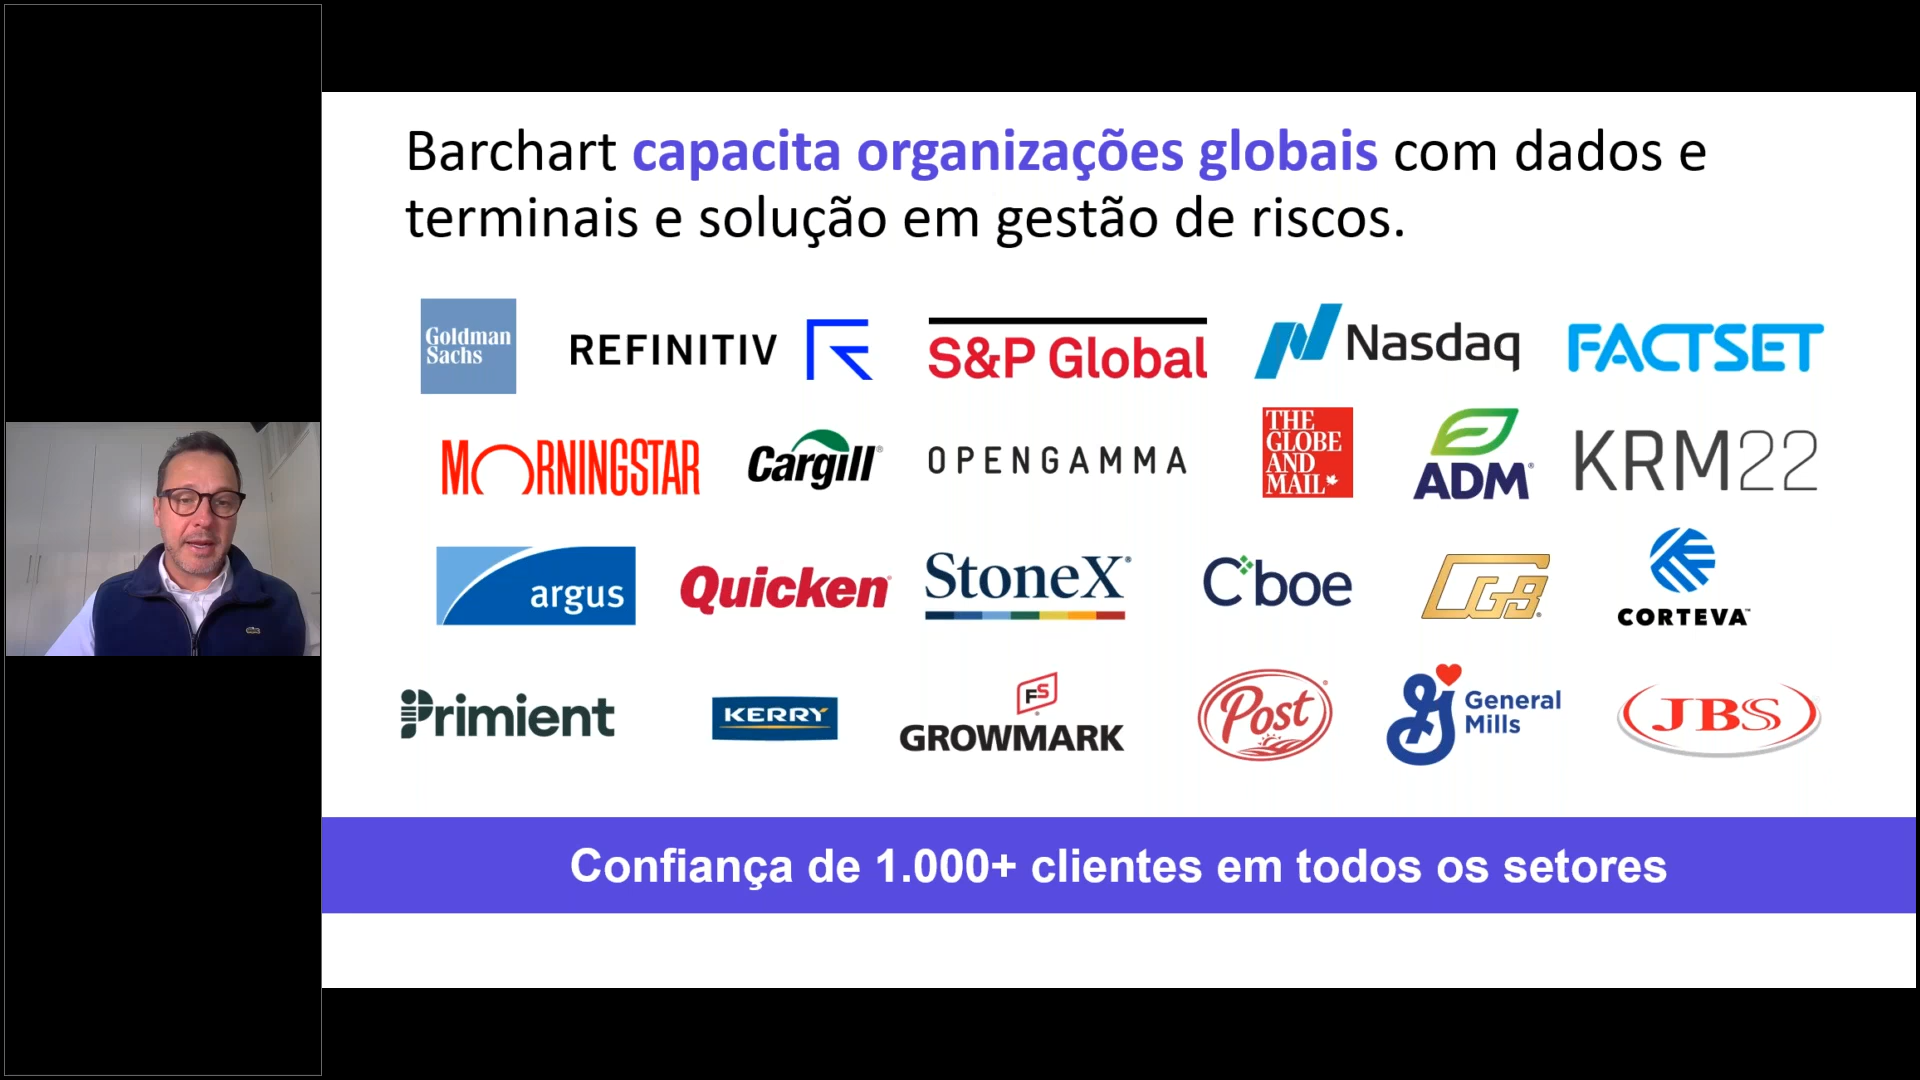 Barchart capacita organizações globais com dados e
terminais e solução em gestão de riscos.
Goldman
Sachs
REFINITIV
S&P Global
Nasdaq
FACTSET
MORNINGSTAR
Cargill®
OPENGAMMA
THE
GLOBE
AND
MAIL
ADM®
KRM22
argus
Quicken®
StoneX®
Cboe
CGB®
CORTEVA™
Primient
KERRY
FS
GROWMARK
Post®
General
Mills
JBS
Confiança de 1.000+ clientes em todos os setores